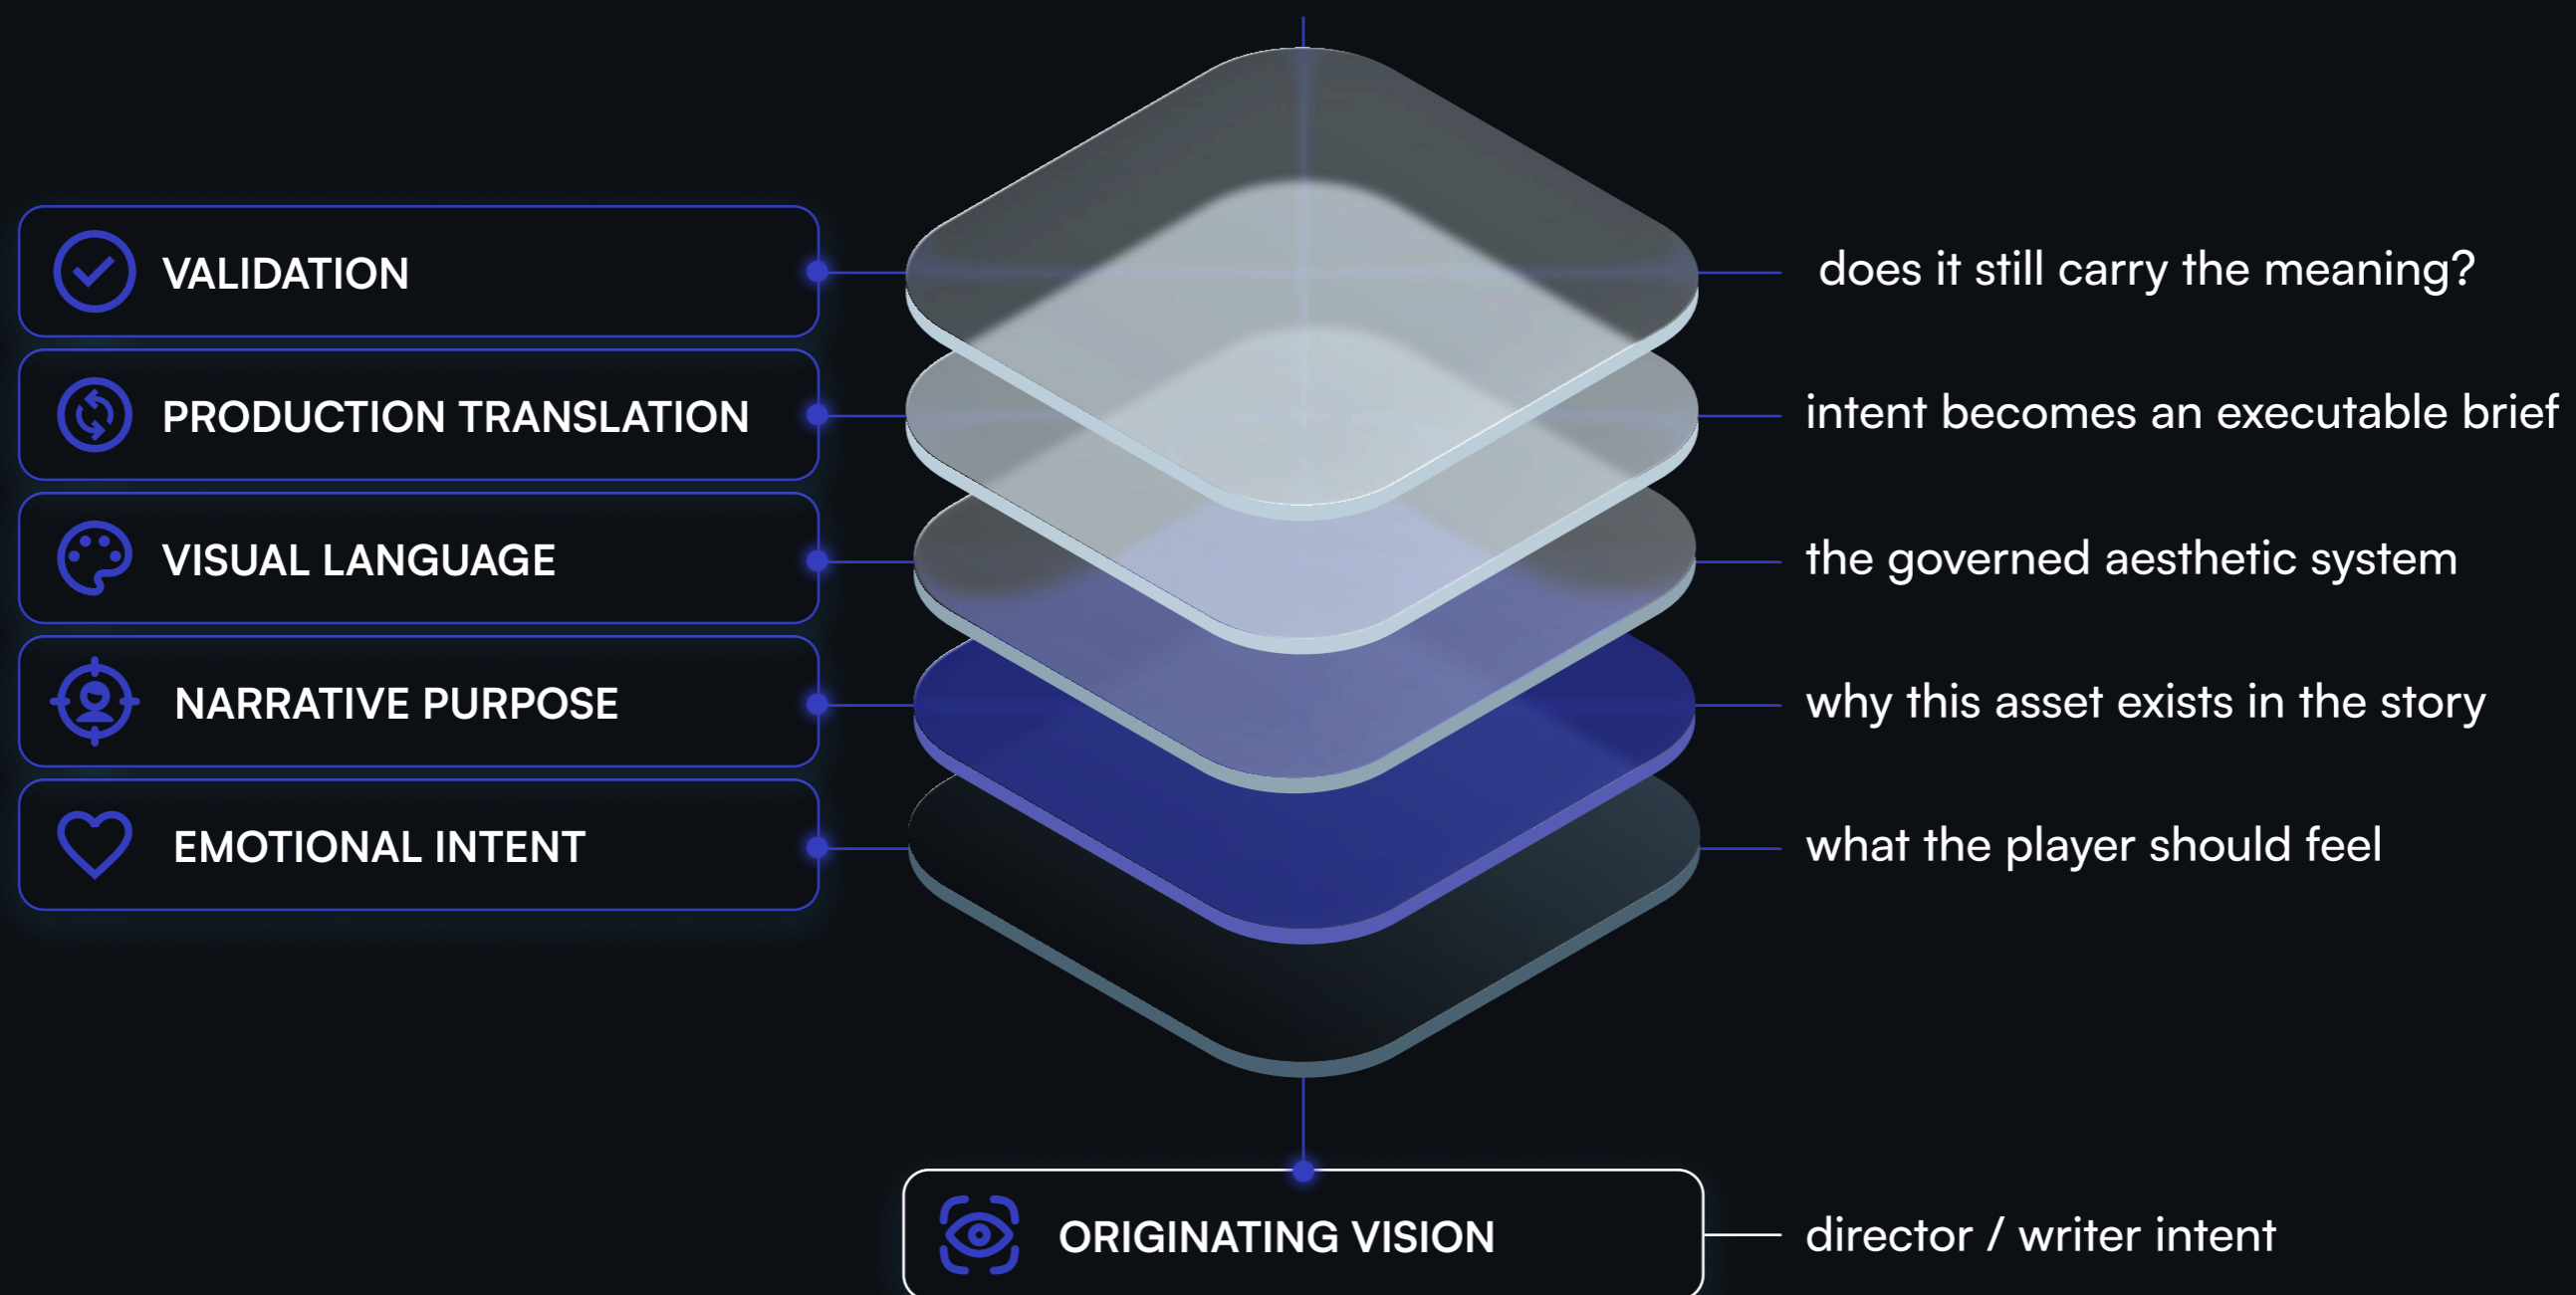 VALIDATION
does it still carry the meaning?
PRODUCTION TRANSLATION
intent becomes an executable brief
VISUAL LANGUAGE
the governed aesthetic system
NARRATIVE PURPOSE
why this asset exists in the story
EMOTIONAL INTENT
what the player should feel
ORIGINATING VISION
director / writer intent